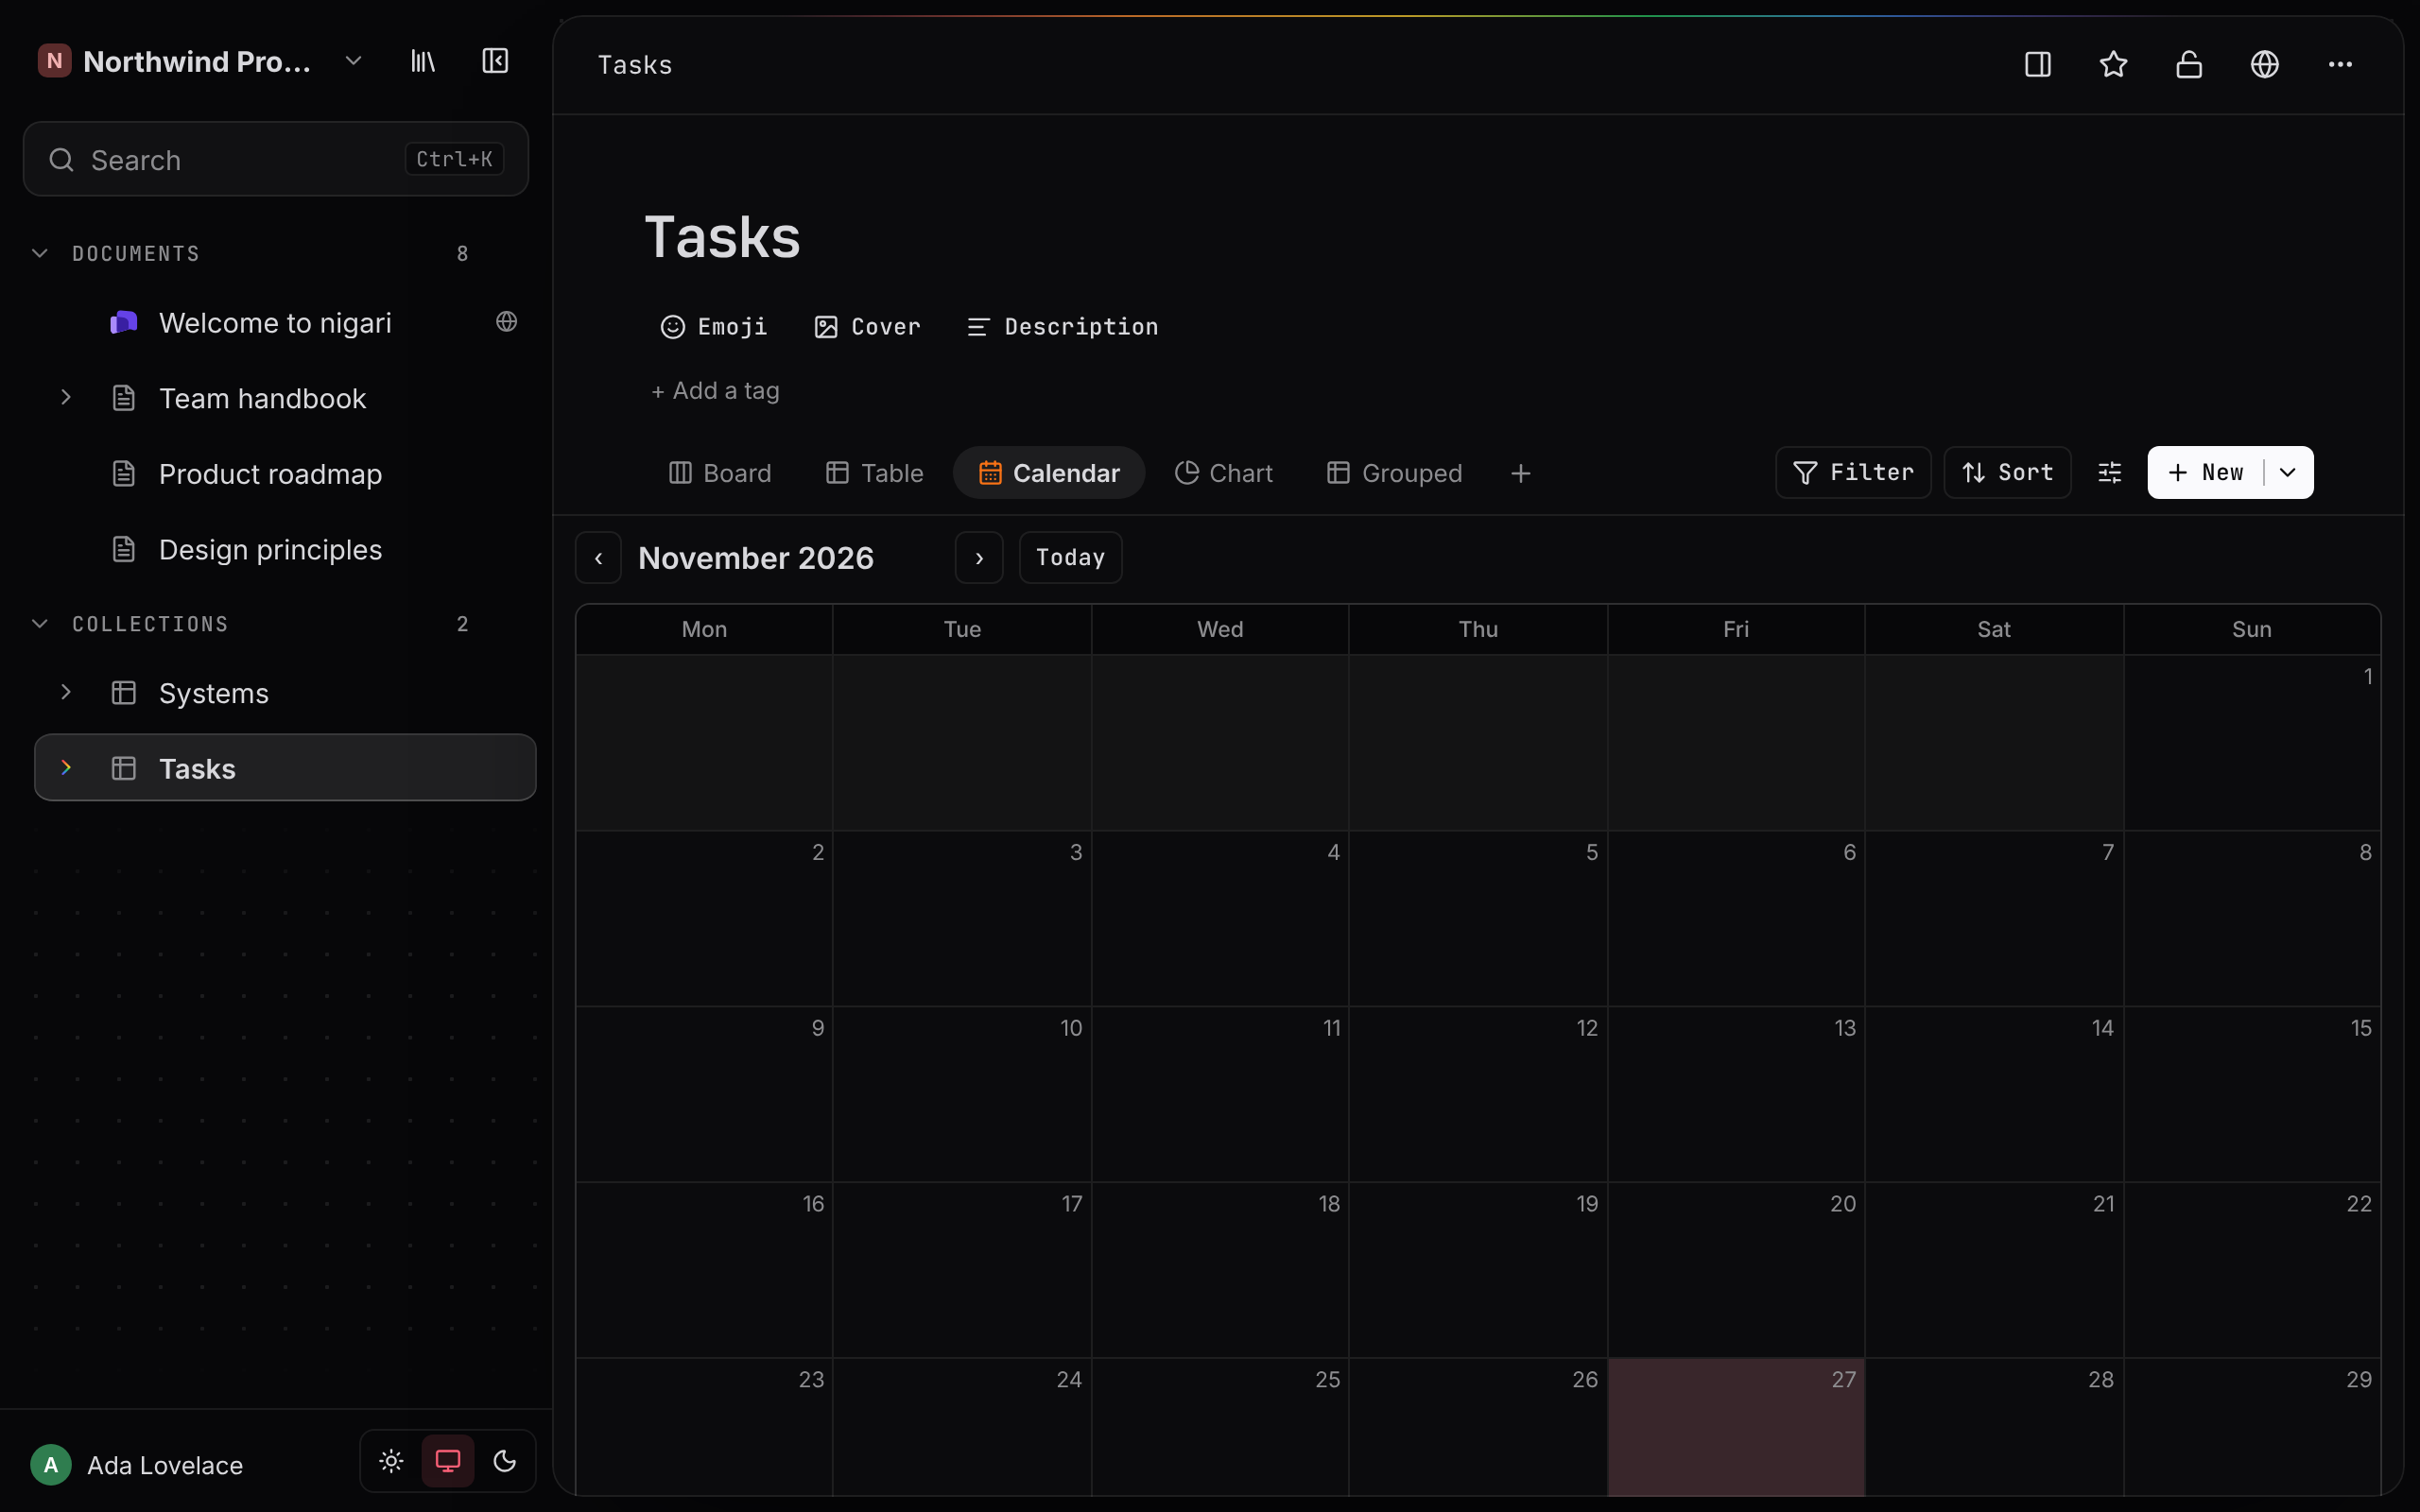 N Northwind Pro...
Search Ctrl+K
DOCUMENTS 8
Welcome to nigari
Team handbook
Product roadmap
Design principles
COLLECTIONS 2
Systems
Tasks
A Ada Lovelace
Tasks
Tasks
Emoji Cover Description
+ Add a tag
Board Table Calendar Chart Grouped + Filter Sort + New
‹ November 2026 › Today
Mon Tue Wed Thu Fri Sat Sun
1
2 3 4 5 6 7 8
9 10 11 12 13 14 15
16 17 18 19 20 21 22
23 24 25 26 27 28 29